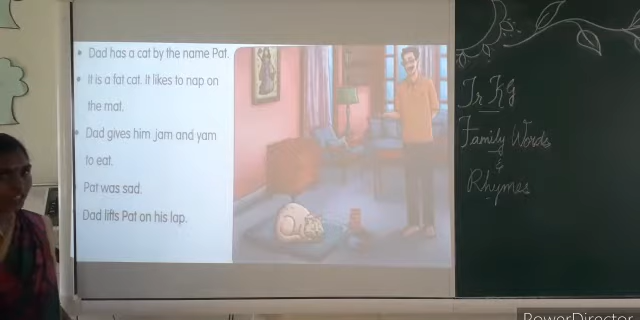 • Dad has a cat by the name Pat.
• It is a fat cat. It likes to nap on
the mat.
• Dad gives him jam and yam
to eat.
Pat was sad.
Dad lifts Pat on his lap.
Jr KG
Family Words
&
Rhymes
PowerDirector